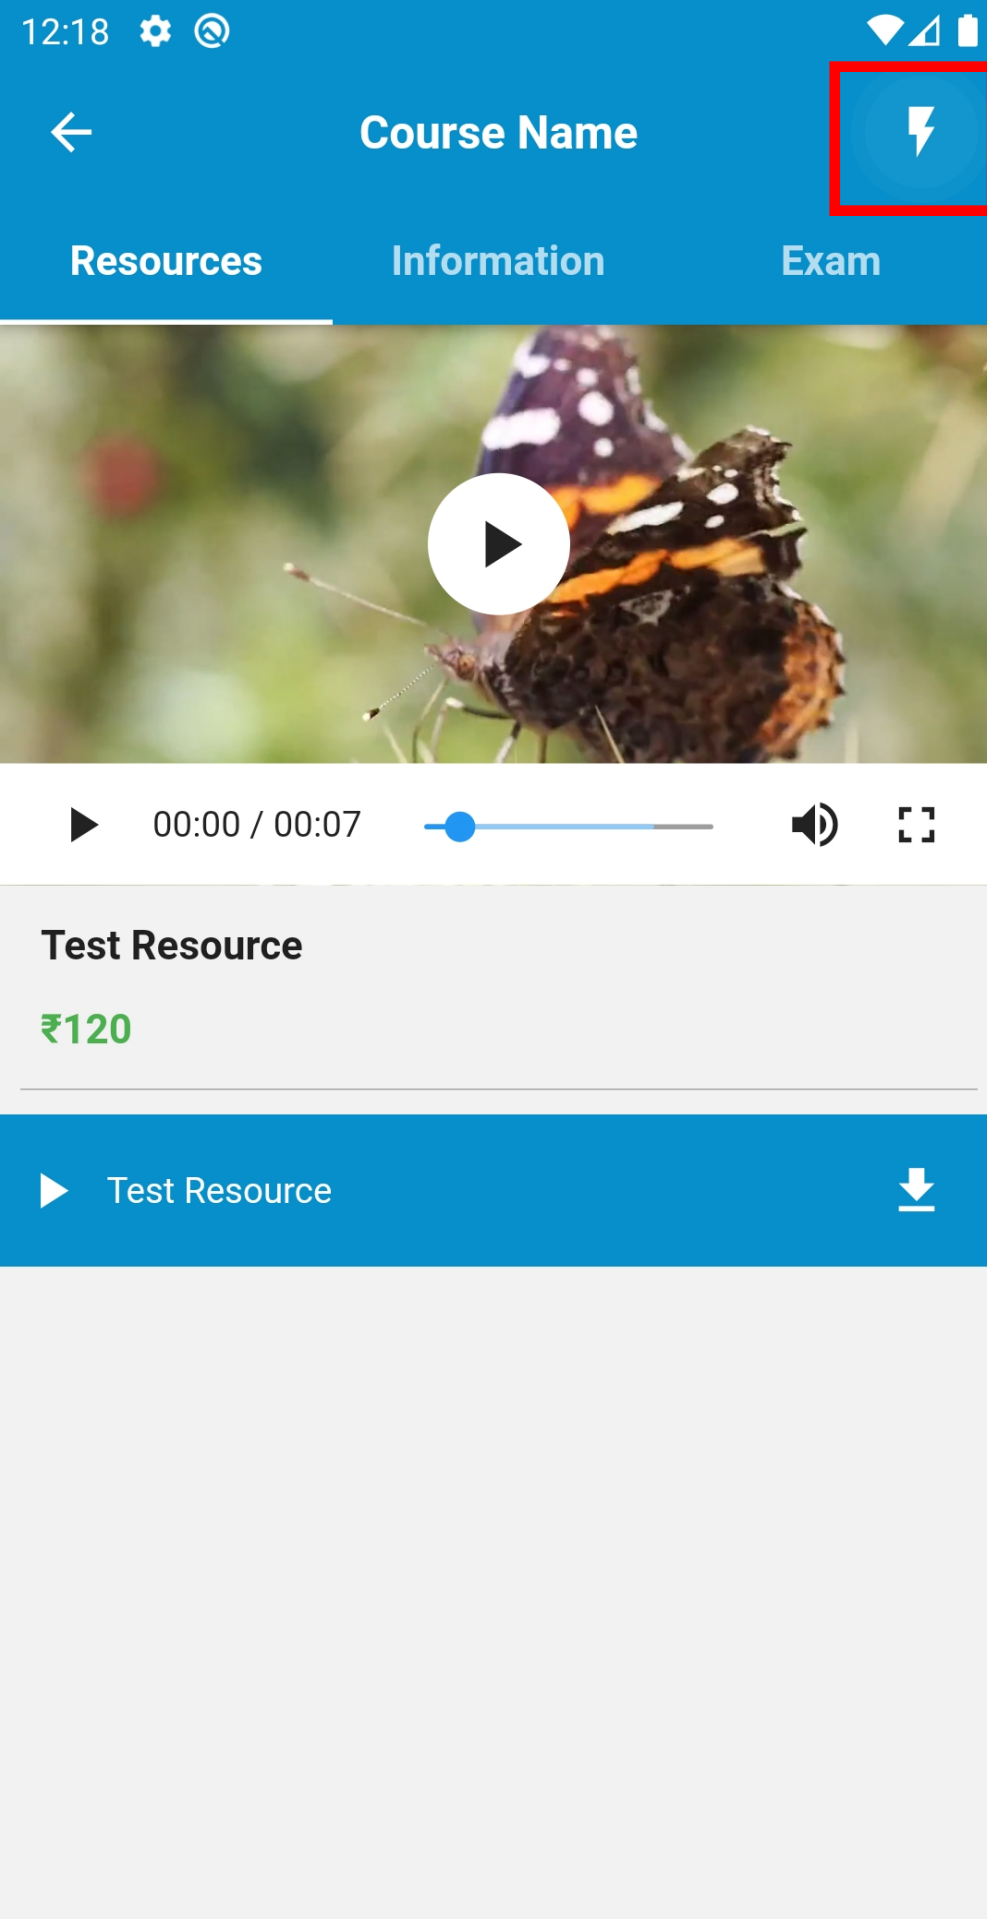 12:18
Course Name
Resources Information Exam
00:00 / 00:07
Test Resource
₹120
Test Resource